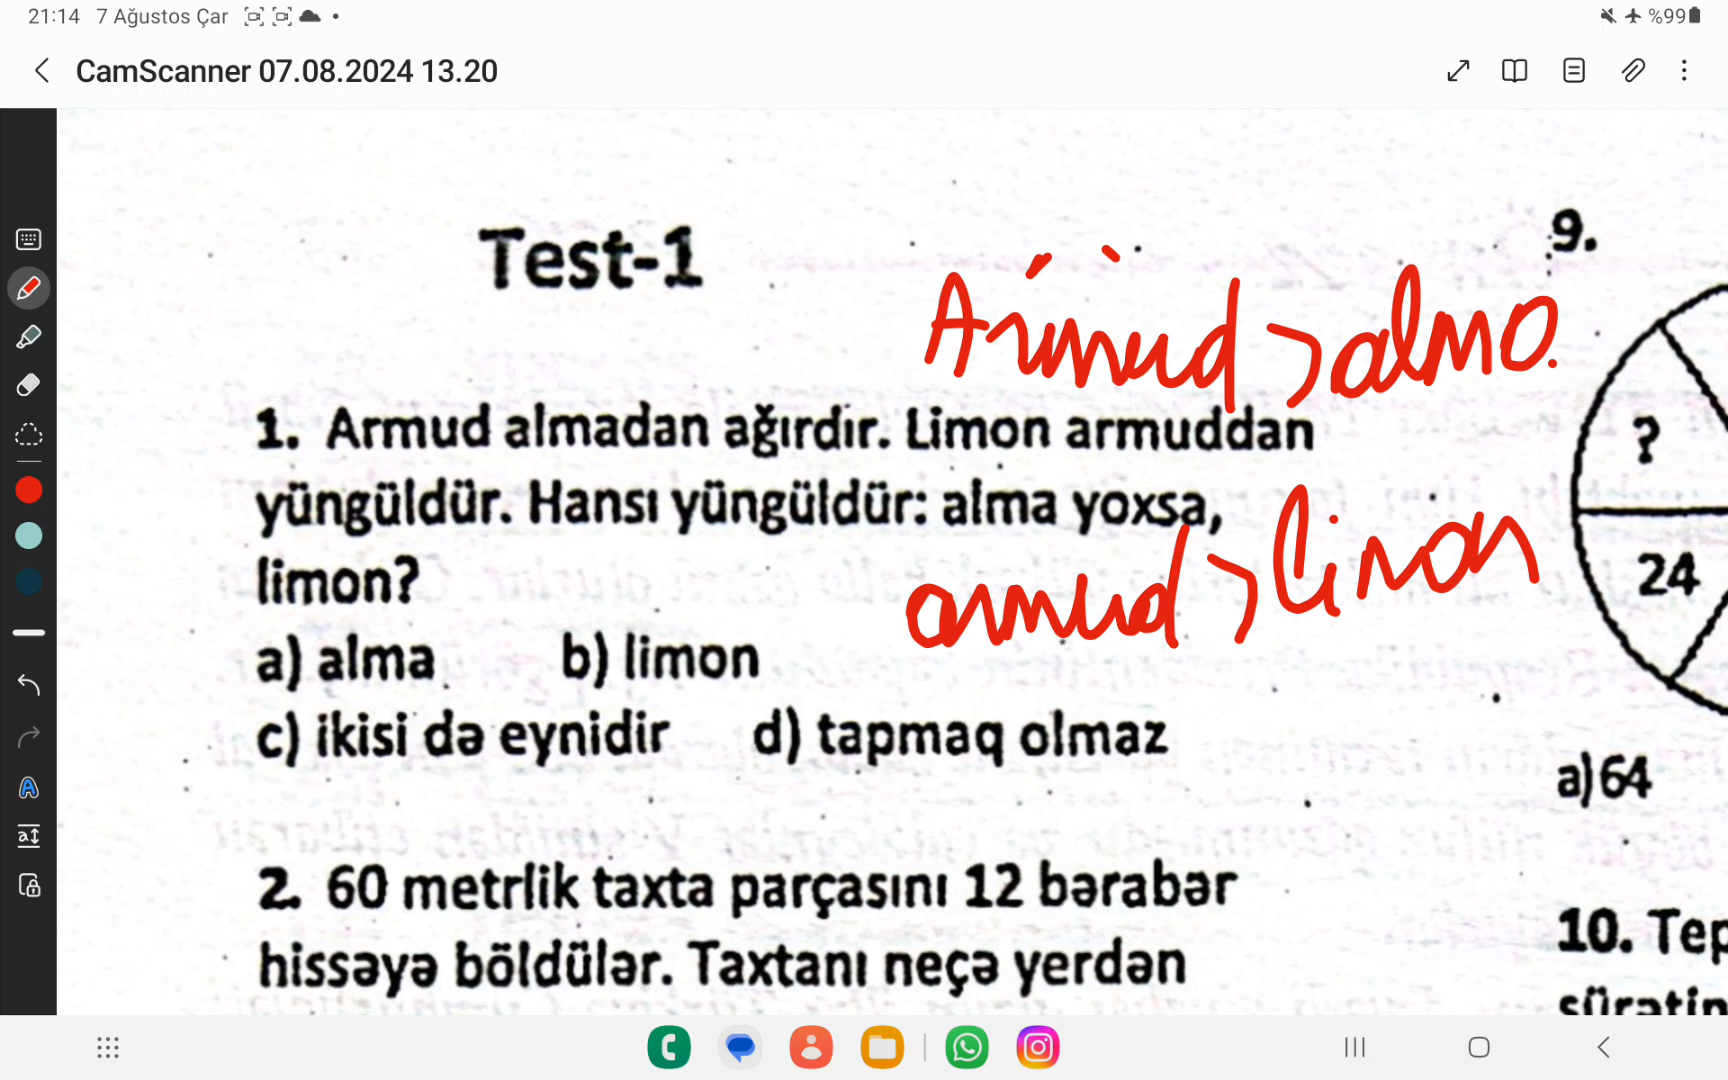 21:14 7 Ağustos Çar %99
CamScanner 07.08.2024 13.20
Test-1
Armud > alma
1. Armud almadan ağırdır. Limon armuddan
yüngüldür. Hansı yüngüldür: alma yoxsa,
limon?
armud > limon
a) alma b) limon
c) ikisi də eynidir d) tapmaq olmaz
2. 60 metrlik taxta parçasını 12 bərabər
hissəyə böldülər. Taxtanı neçə yerdən
9.
?
24
a) 64
10. Tep
sürətin